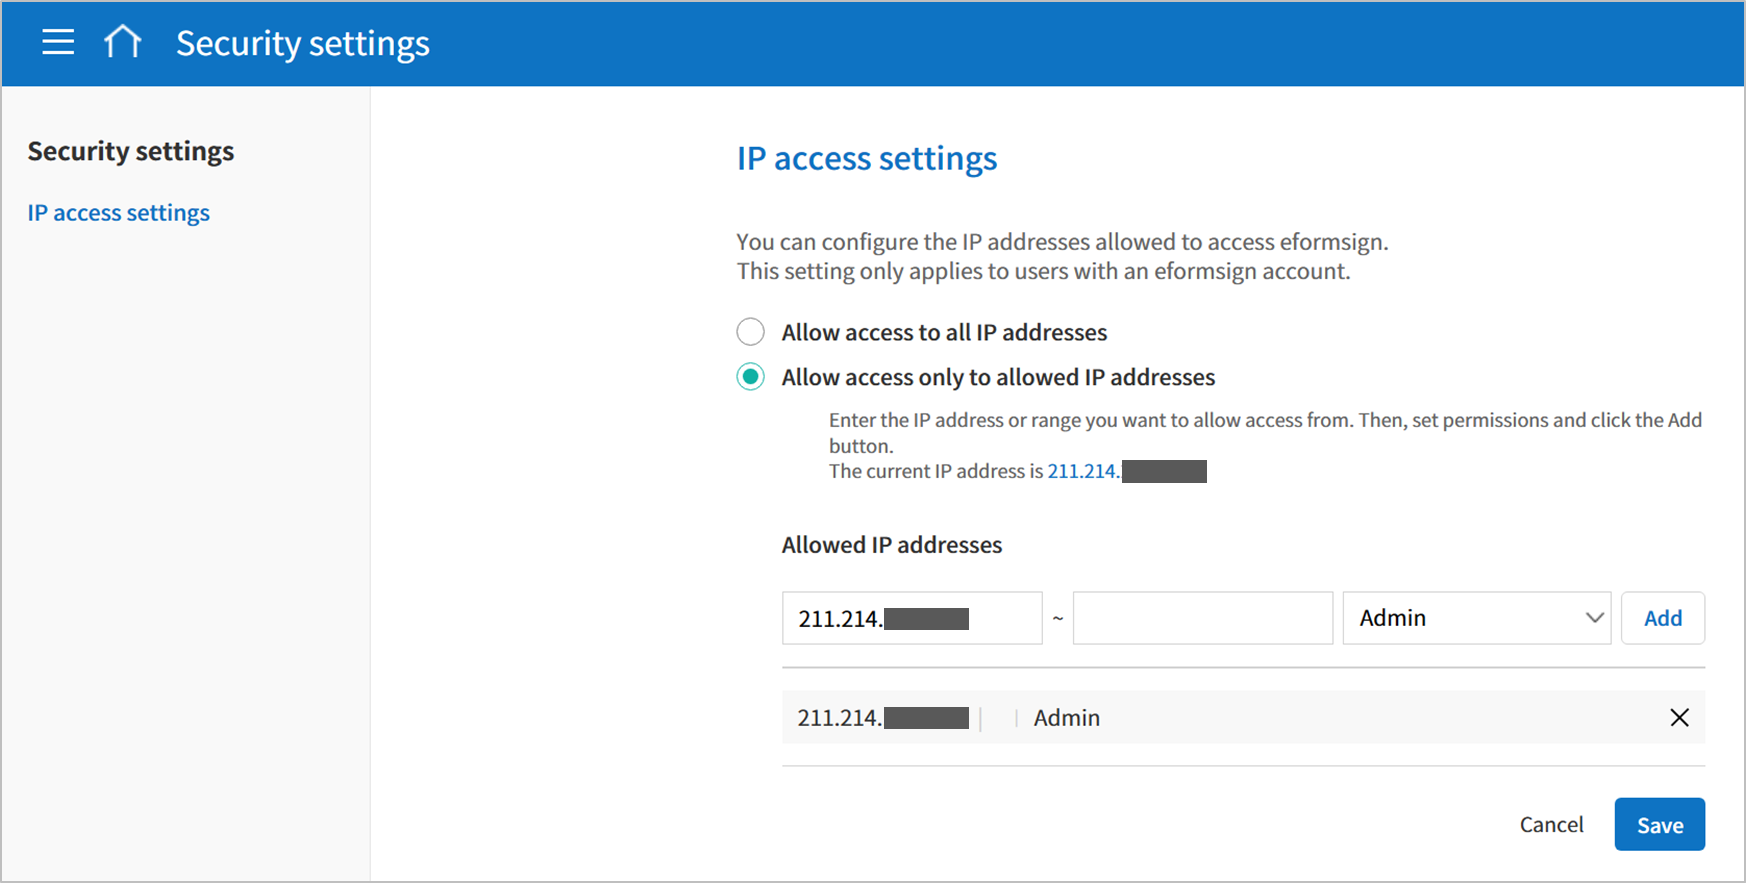 Security settings
Security settings
IP access settings
IP access settings
You can configure the IP addresses allowed to access eformsign.
This setting only applies to users with an eformsign account.
Allow access to all IP addresses
Allow access only to allowed IP addresses
Enter the IP address or range you want to allow access from. Then, set permissions and click the Add
button.
The current IP address is 211.214.
Allowed IP addresses
211.214. ~ Admin Add
211.214. | | Admin
Cancel Save